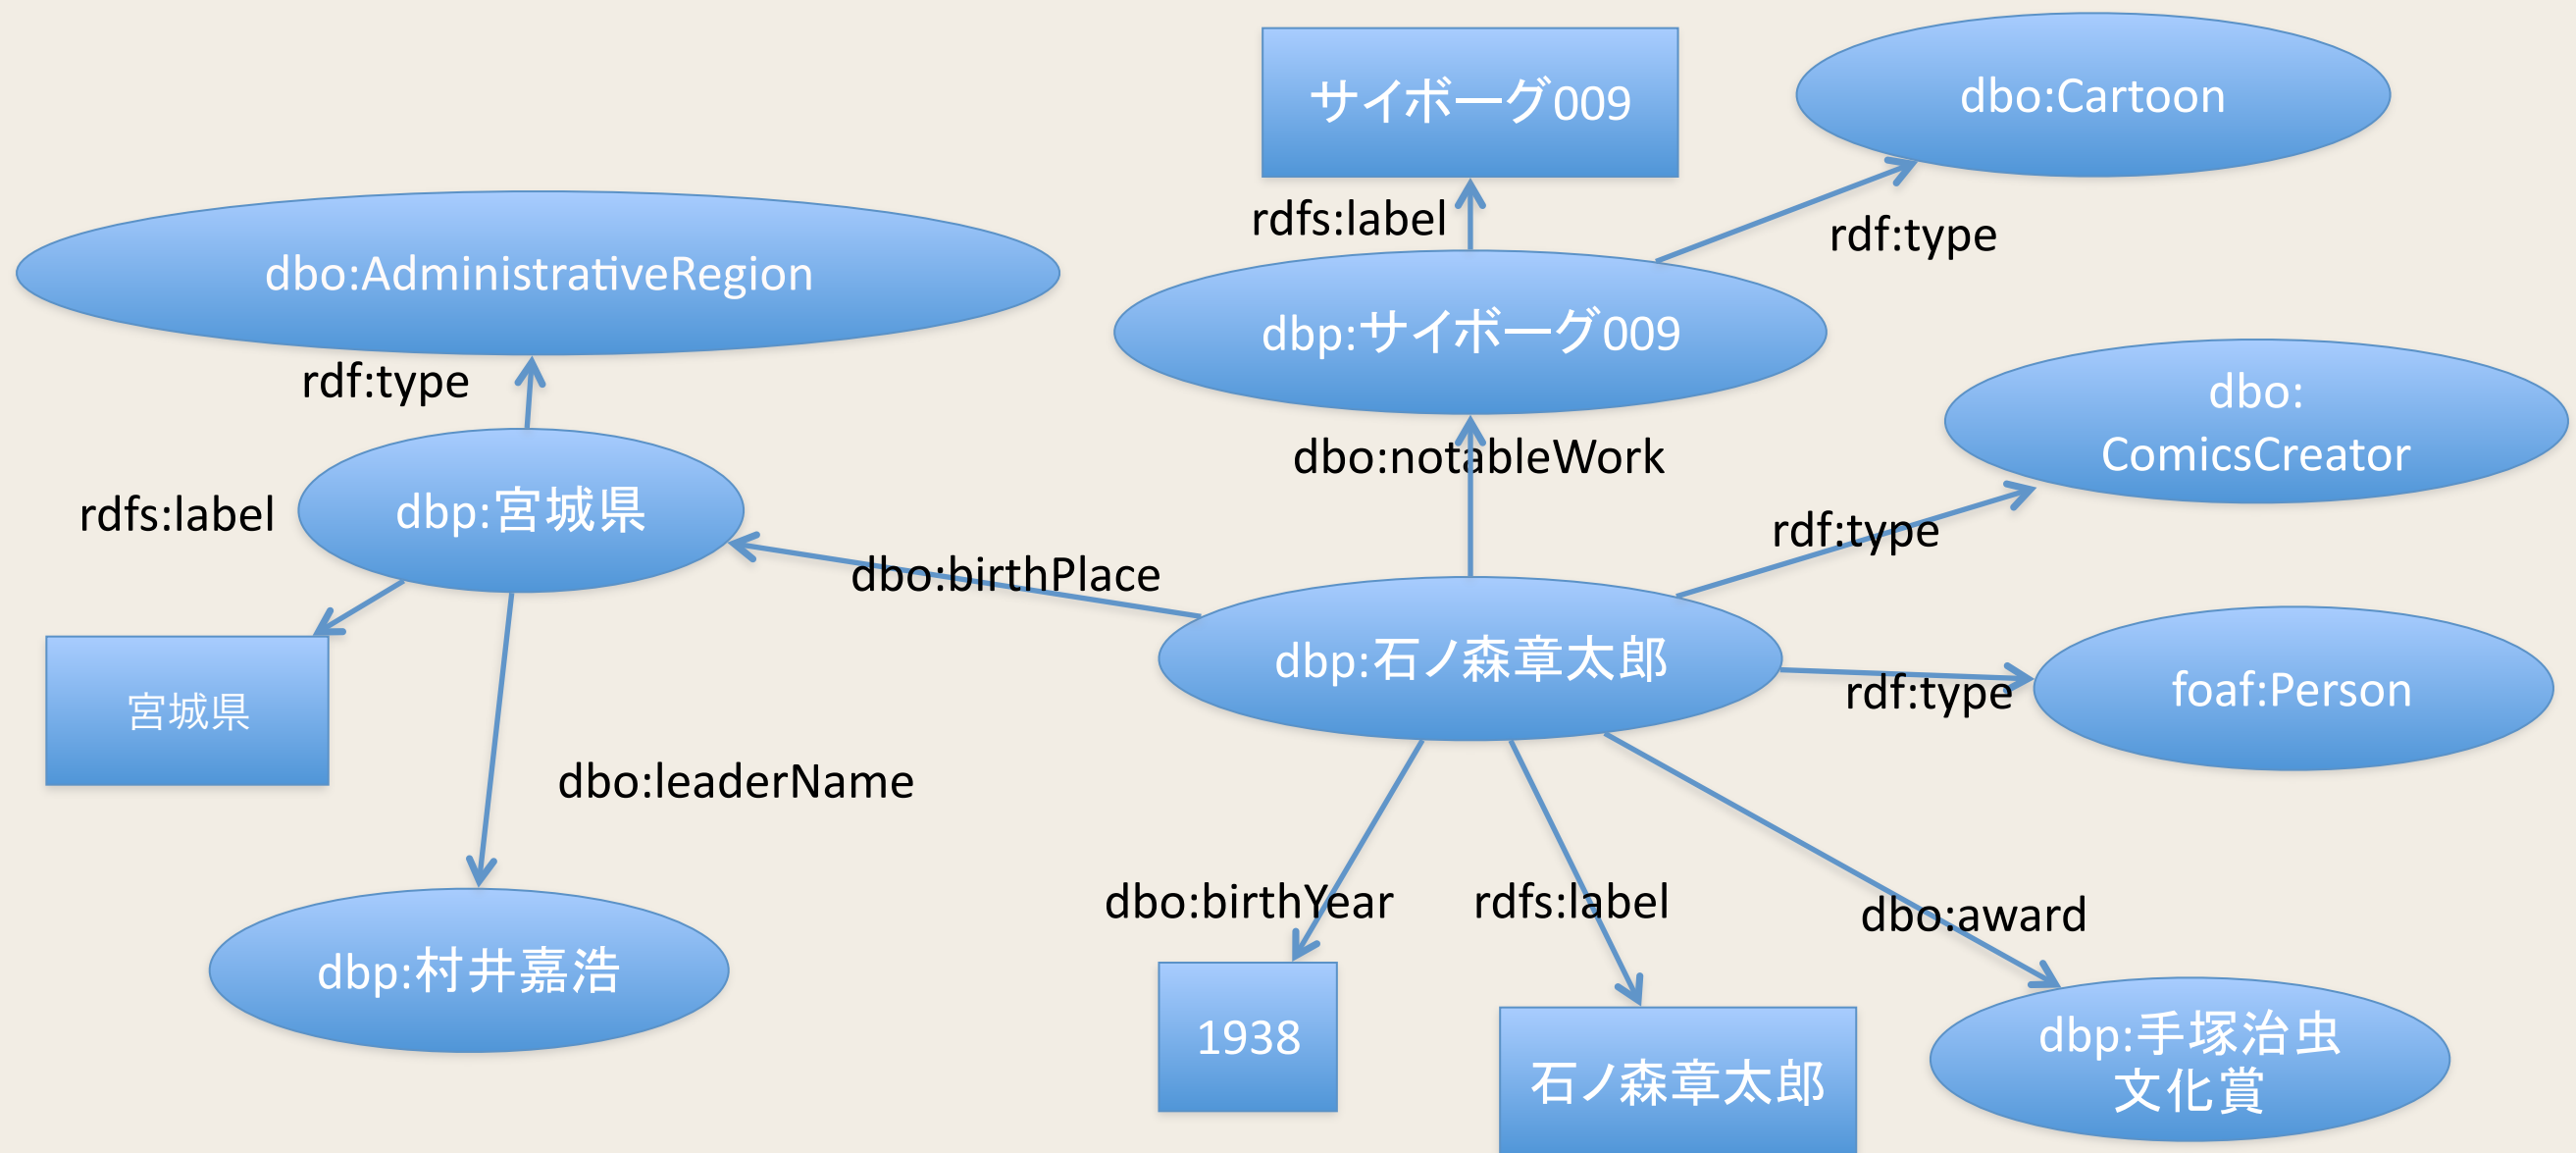 サイボーグ009
dbo:Cartoon
rdfs:label
rdf:type
dbo:AdministrativeRegion
dbp:サイボーグ009
rdf:type
dbo:
ComicsCreator
dbo:notableWork
rdfs:label
dbp:宮城県
rdf:type
dbo:birthPlace
dbp:石ノ森章太郎
foaf:Person
rdf:type
宮城県
dbo:leaderName
dbo:birthYear
rdfs:label
dbo:award
dbp:村井嘉浩
1938
石ノ森章太郎
dbp:手塚治虫
文化賞